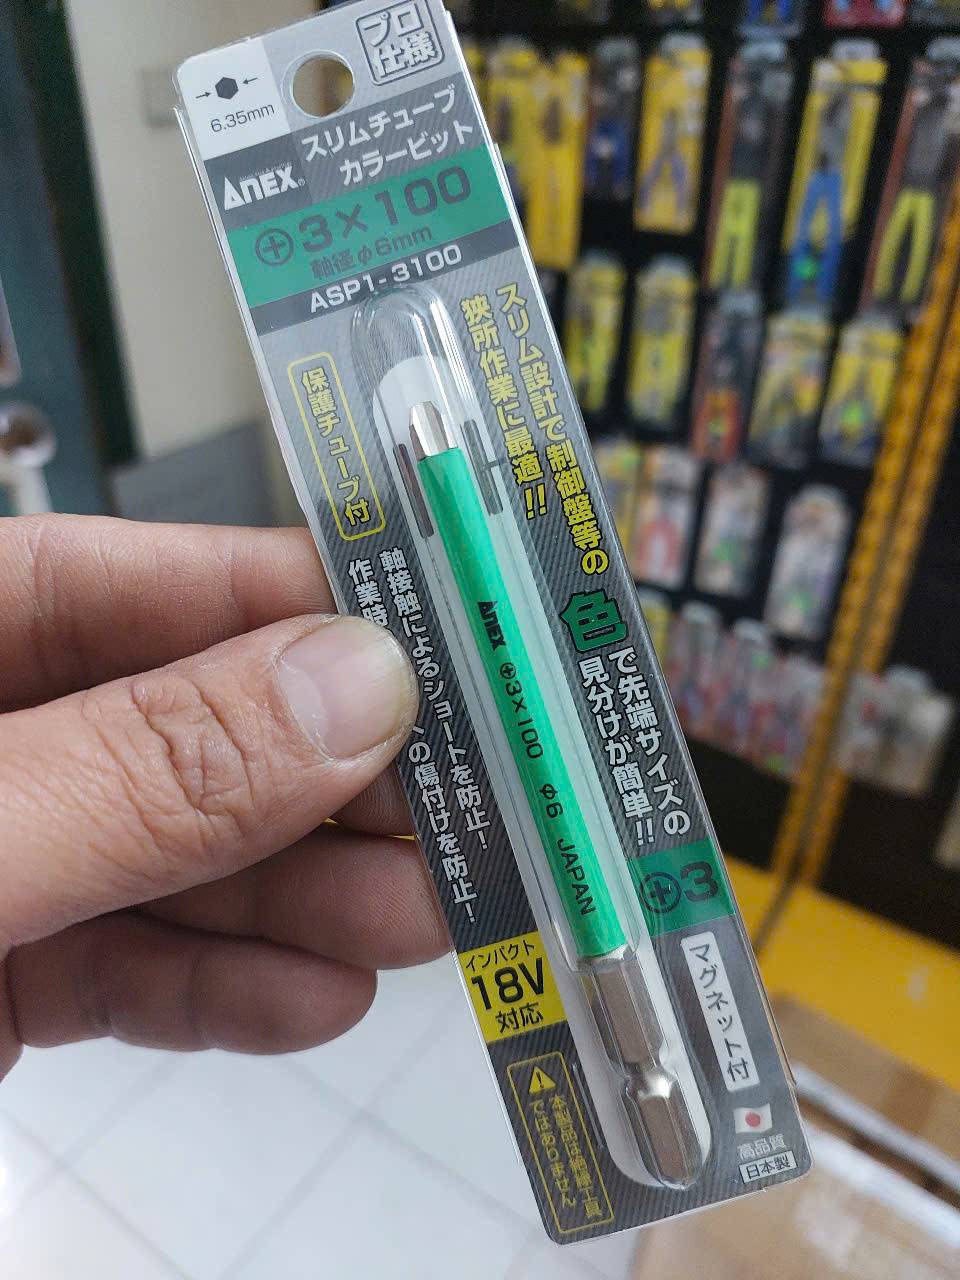 プロ
仕様
6.35mm
スリムチューブ
カラービット
ANEX®
⊕3×100
軸径φ6mm
ASP1-3100
保護チューブ付
スリム設計で制御盤等の
狭所作業に最適!!
色で先端サイズの
見分けが簡単!!
軸接触によるショートを防止!
作業時
の傷付けを防止!
ANEX ⊕3×100 φ6 JAPAN
⊕3
インパクト
18V
対応
マグネット付
本製品は絶縁工具
ではありません
高品質
日本製